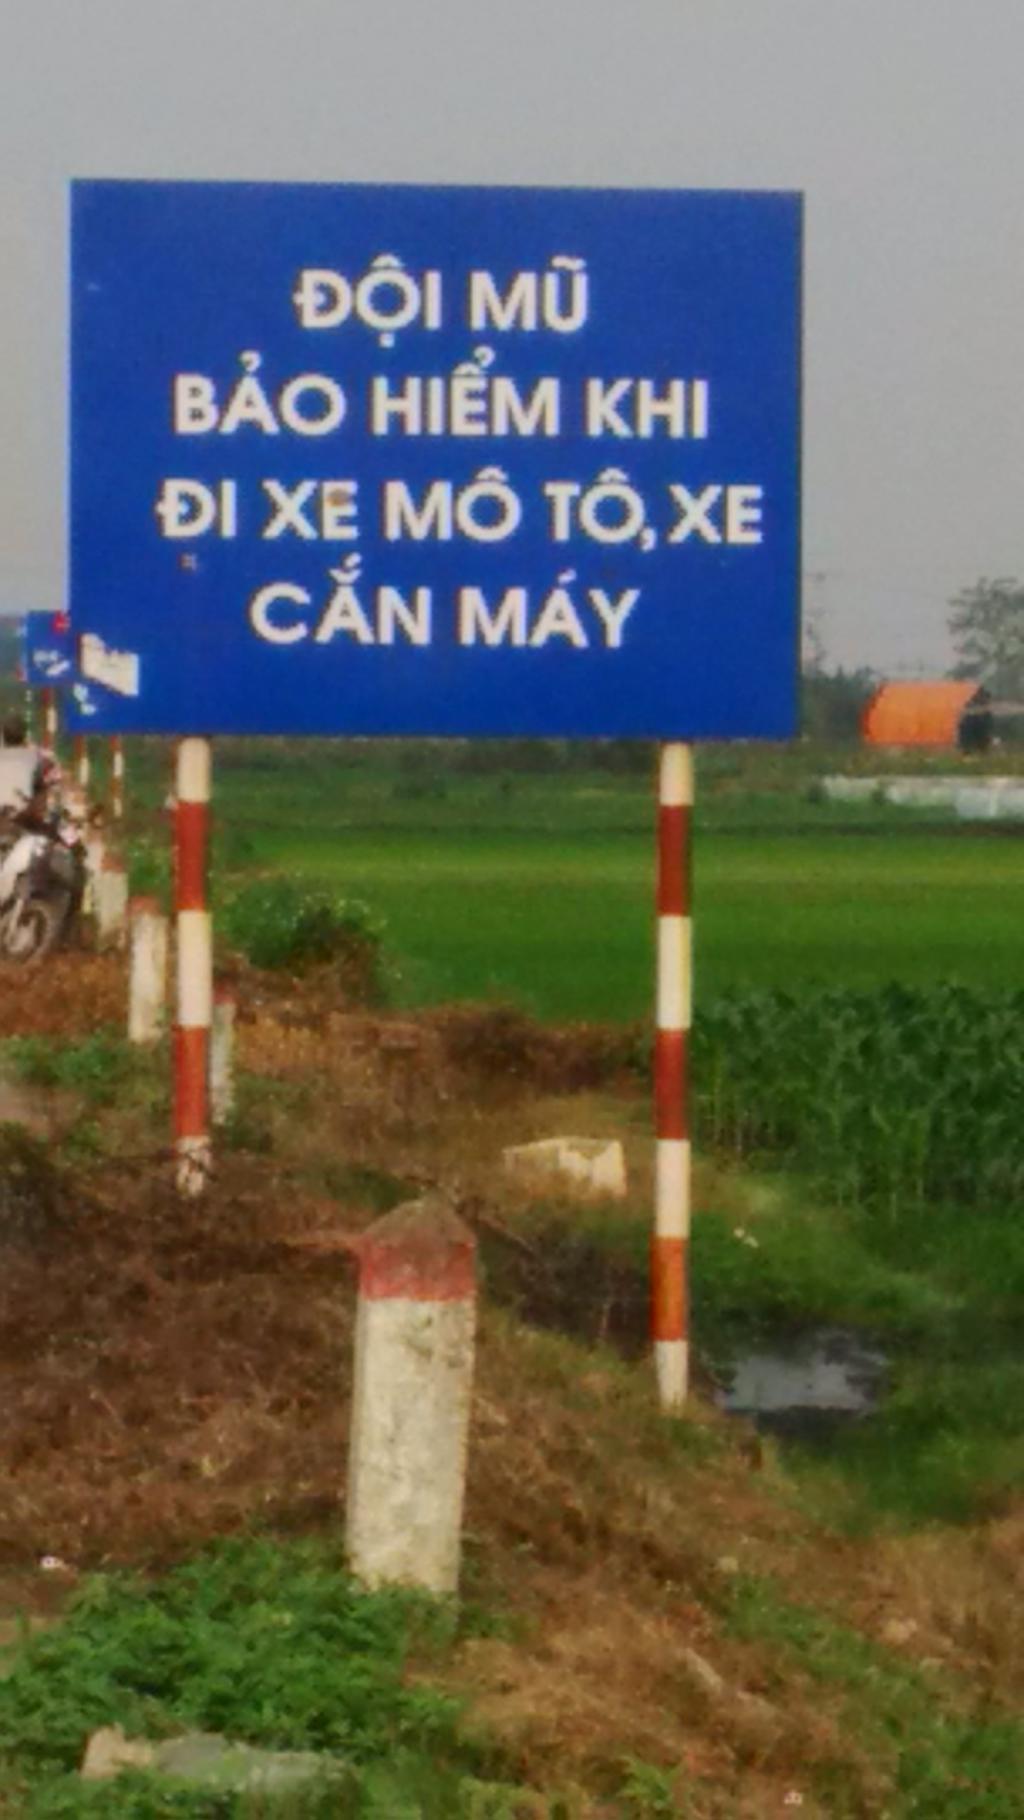 ĐỘI MŨ
BẢO HIỂM KHI
ĐI XE MÔ TÔ, XE
CẮN MÁY